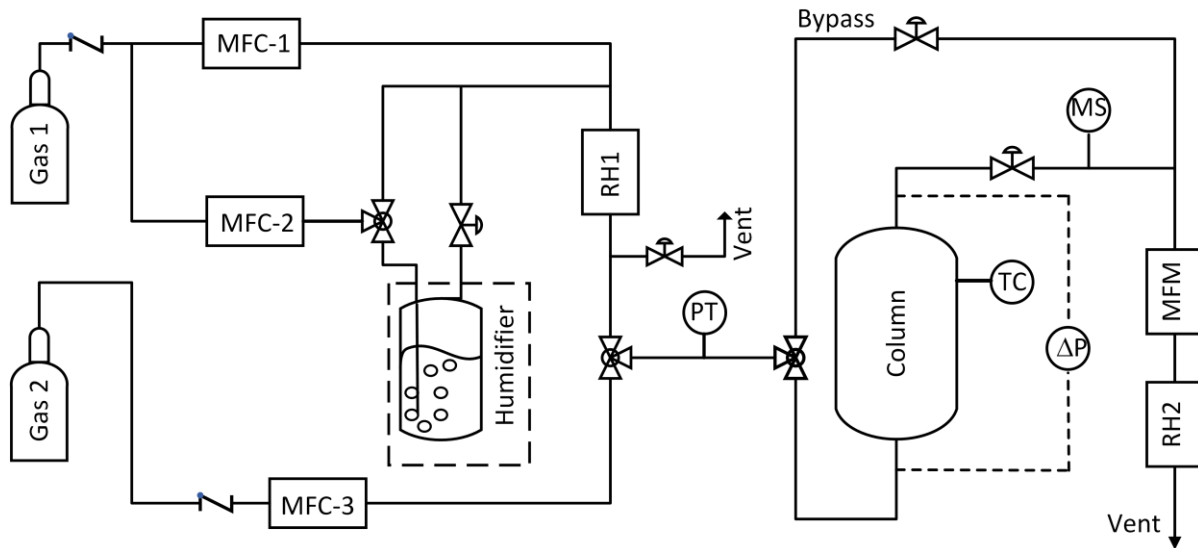 Bypass
MFC-1
Gas 1
MS
RH1
MFC-2
Vent
TC
MFM
PT
Column
ΔP
Humidifier
Gas 2
RH2
MFC-3
Vent